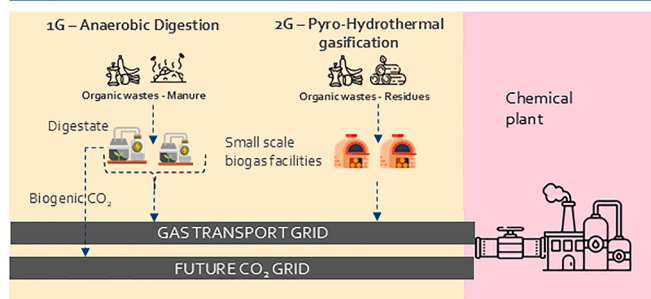 1G – Anaerobic Digestion
2G – Pyro-Hydrothermal
gasification
Organic wastes - Manure
Organic wastes - Residues
Chemical
plant
Digestate
Small scale
biogas facilities
Biogenic CO₂
GAS TRANSPORT GRID
FUTURE CO₂ GRID